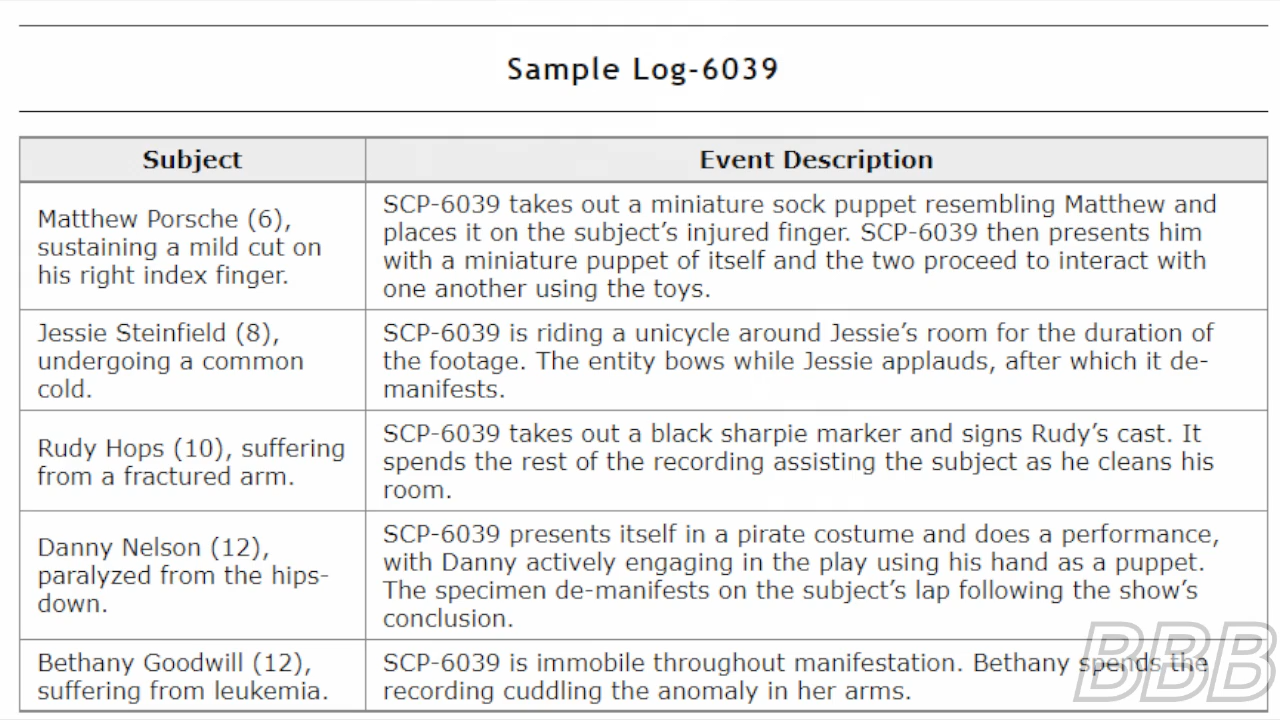 Sample Log-6039
Subject
Event Description
Matthew Porsche (6),
sustaining a mild cut on
his right index finger.
SCP-6039 takes out a miniature sock puppet resembling Matthew and
places it on the subject’s injured finger. SCP-6039 then presents him
with a miniature puppet of itself and the two proceed to interact with
one another using the toys.
Jessie Steinfield (8),
undergoing a common
cold.
SCP-6039 is riding a unicycle around Jessie’s room for the duration of
the footage. The entity bows while Jessie applauds, after which it de-
manifests.
Rudy Hops (10), suffering
from a fractured arm.
SCP-6039 takes out a black sharpie marker and signs Rudy’s cast. It
spends the rest of the recording assisting the subject as he cleans his
room.
Danny Nelson (12),
paralyzed from the hips-
down.
SCP-6039 presents itself in a pirate costume and does a performance,
with Danny actively engaging in the play using his hand as a puppet.
The specimen de-manifests on the subject’s lap following the show’s
conclusion.
Bethany Goodwill (12),
suffering from leukemia.
SCP-6039 is immobile throughout manifestation. Bethany spends the
recording cuddling the anomaly in her arms.
BBB